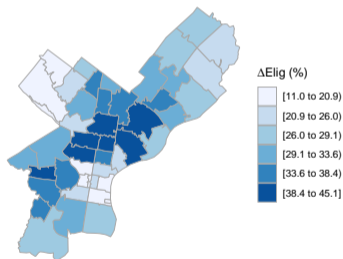 ΔElig (%)
[11.0 to 20.9)
[20.9 to 26.0)
[26.0 to 29.1)
[29.1 to 33.6)
[33.6 to 38.4)
[38.4 to 45.1]